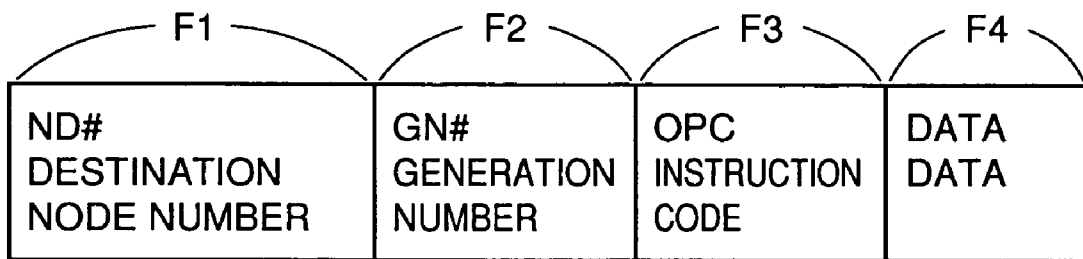 F1 F2 F3 F4
ND# GN# OPC DATA
DESTINATION GENERATION INSTRUCTION DATA
NODE NUMBER NUMBER CODE